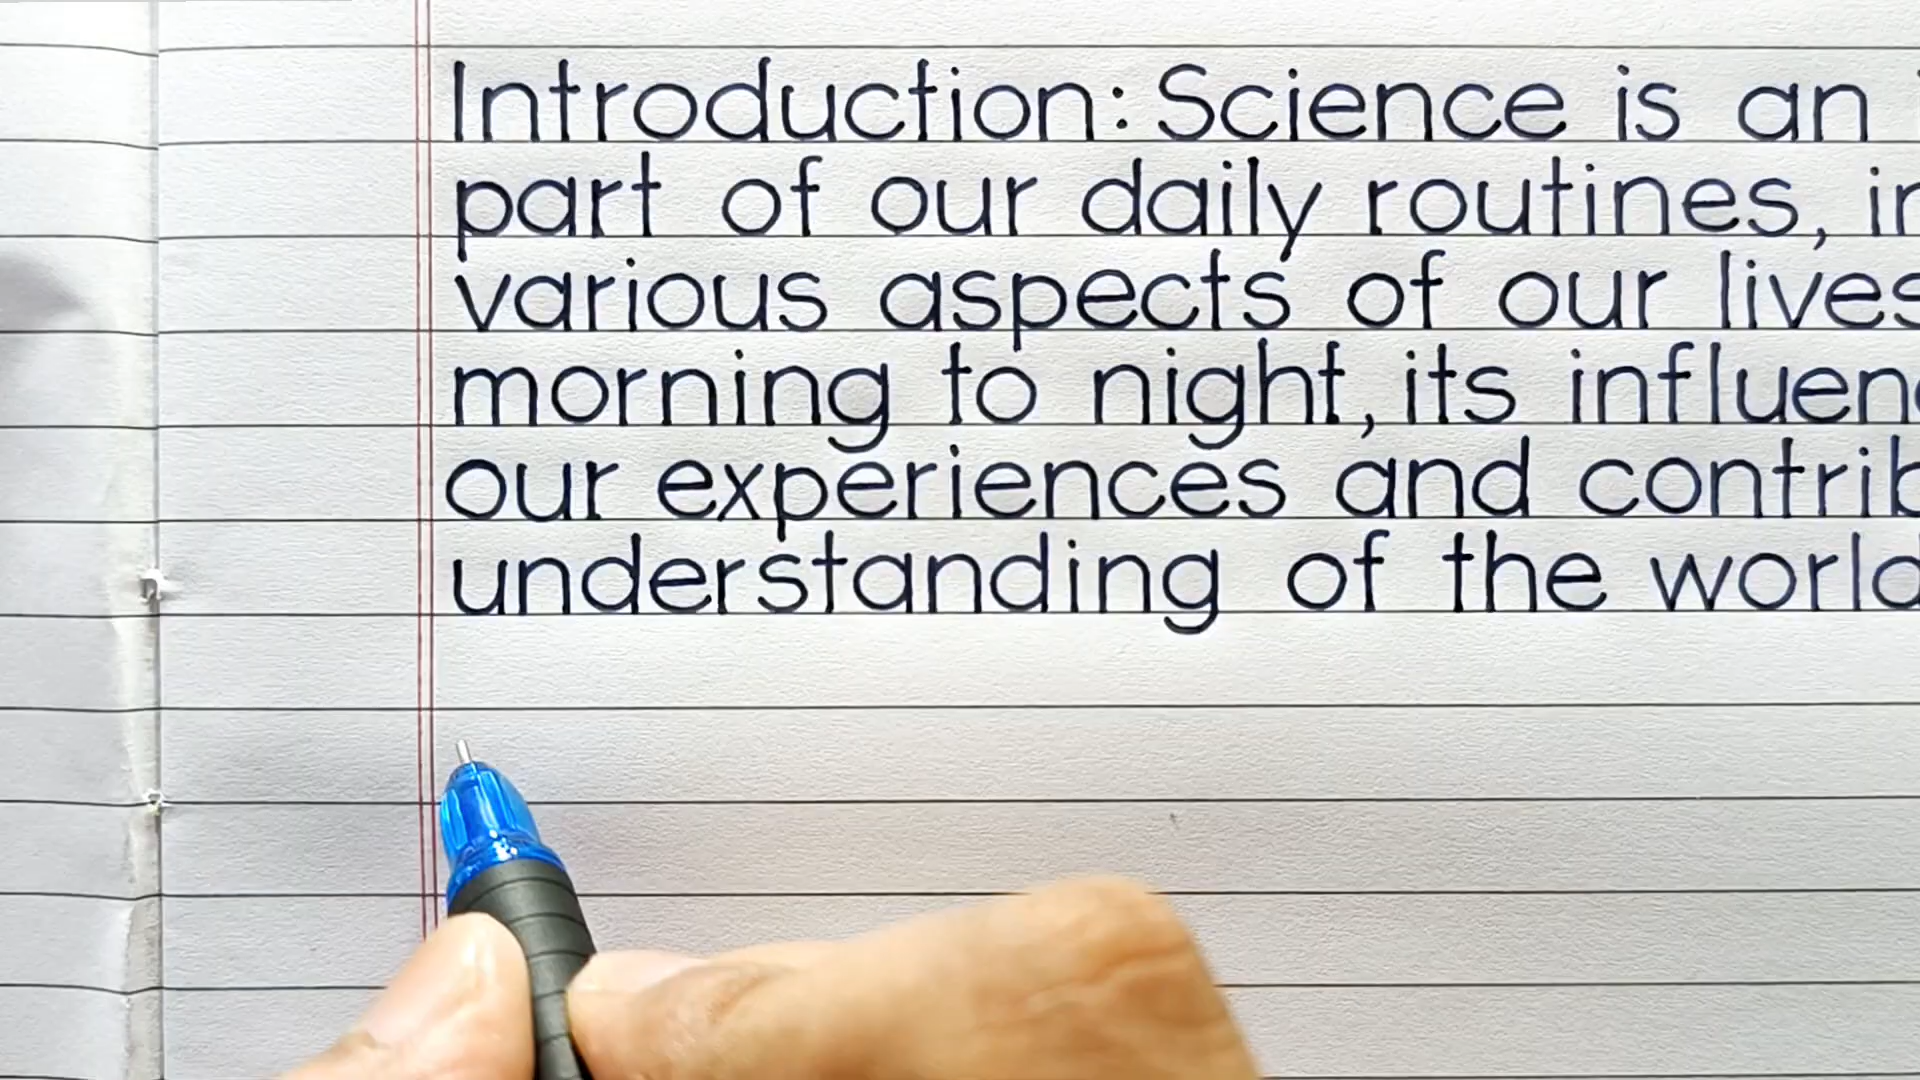 Introduction: Science is an
part of our daily routines,
various aspects of our lives
morning to night, its
our experiences and
understanding of the world